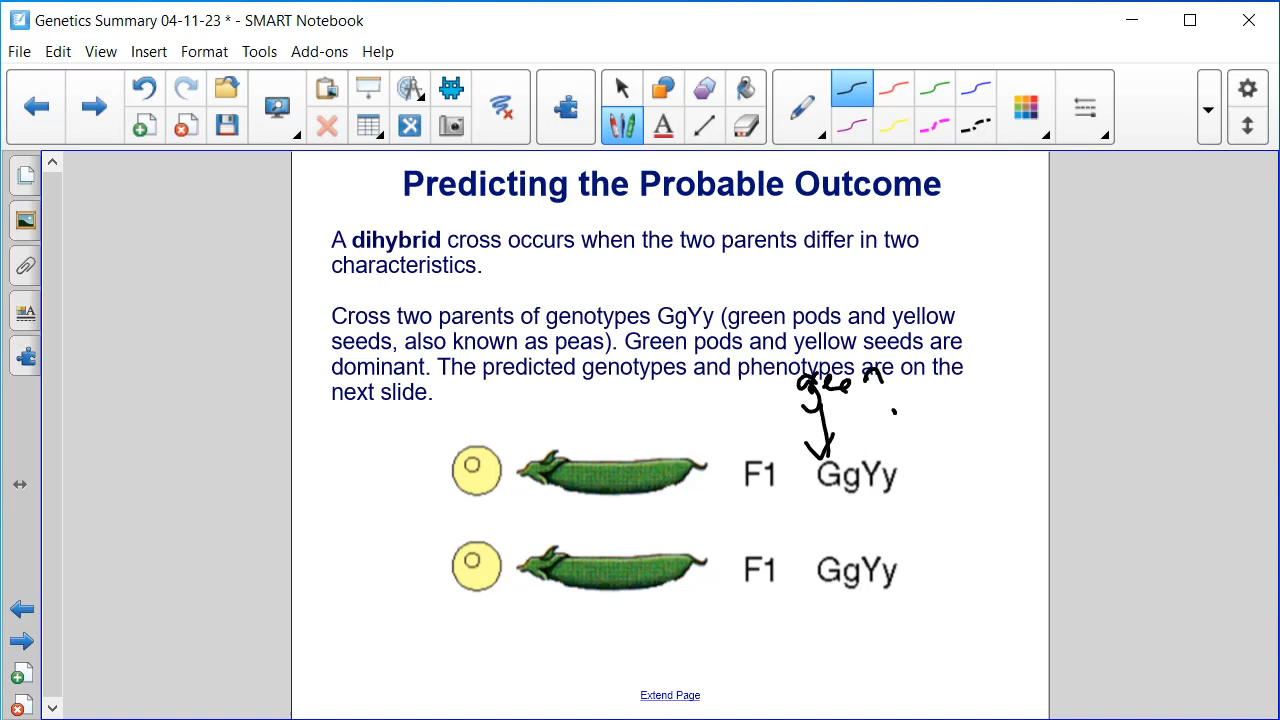 Genetics Summary 04-11-23 * - SMART Notebook
File Edit View Insert Format Tools Add-ons Help
Predicting the Probable Outcome
A dihybrid cross occurs when the two parents differ in two
characteristics.
Cross two parents of genotypes GgYy (green pods and yellow
seeds, also known as peas). Green pods and yellow seeds are
dominant. The predicted genotypes and phenotypes are on the
next slide.
green
F1 GgYy
F1 GgYy
Extend Page